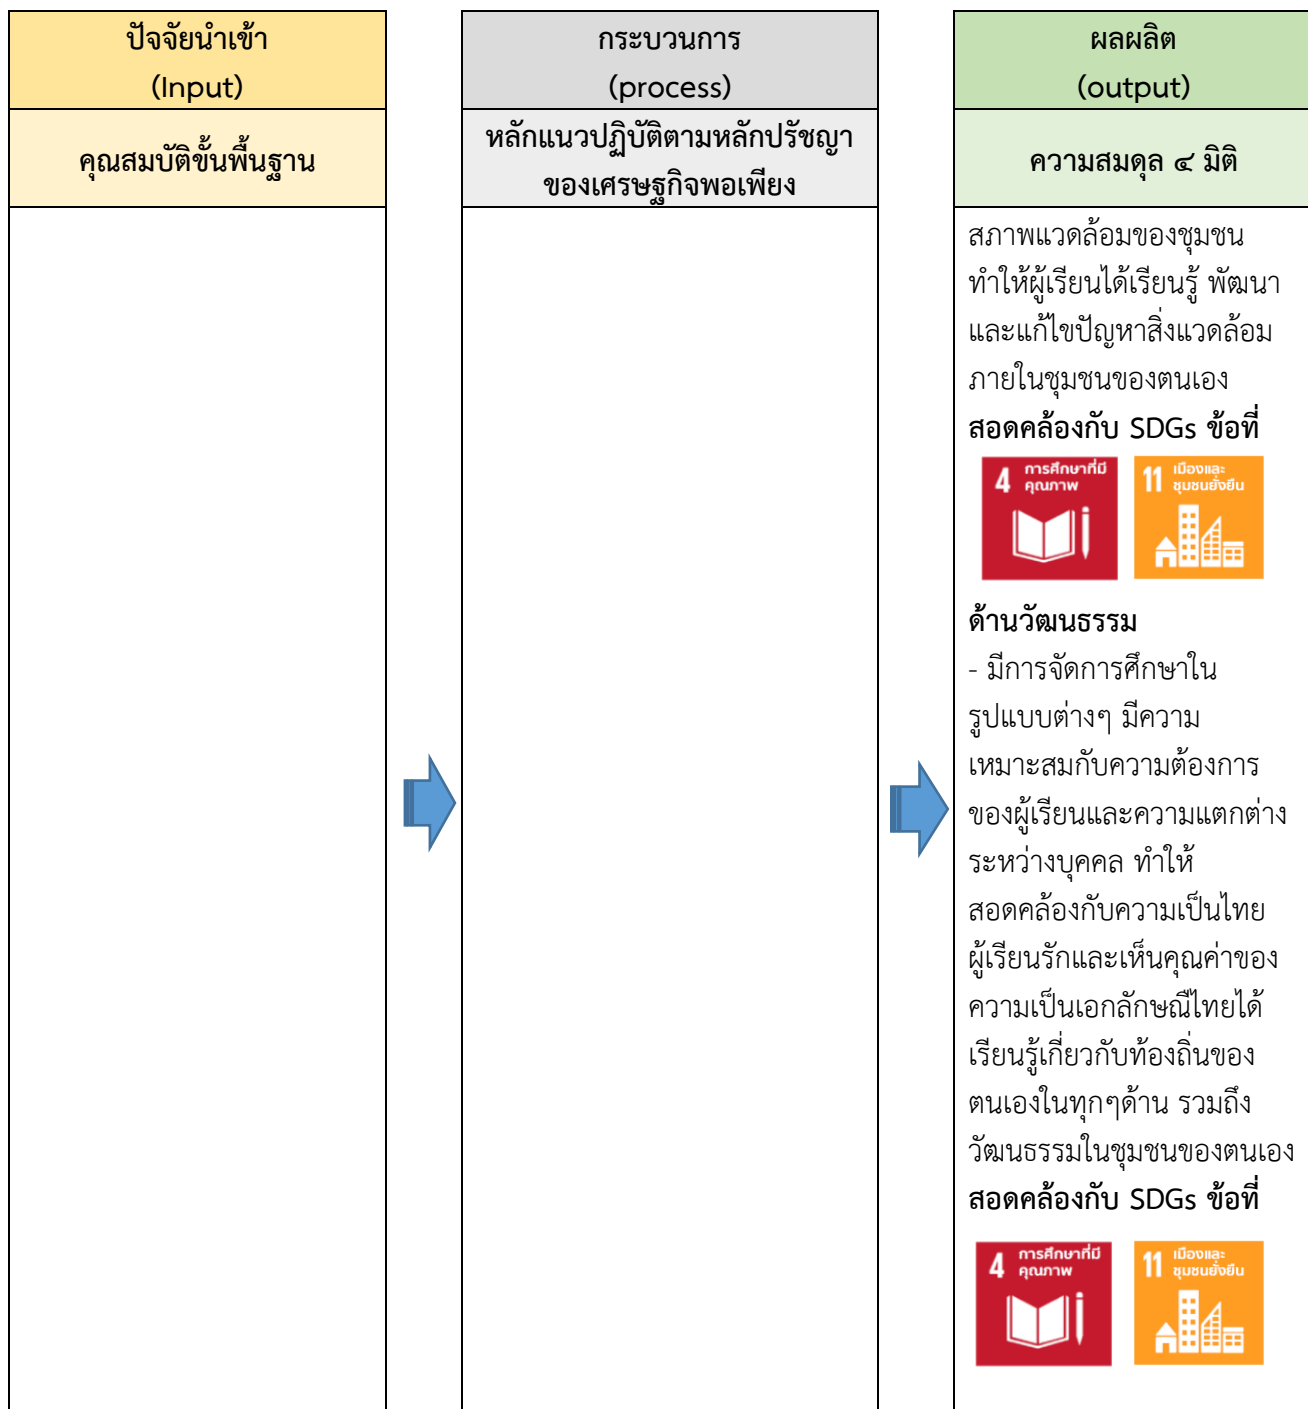 ปัจจัยนำเข้า
(Input)
คุณสมบัติขั้นพื้นฐาน
กระบวนการ
(process)
หลักแนวปฏิบัติตามหลักปรัชญา
ของเศรษฐกิจพอเพียง
ผลผลิต
(output)
ความสมดุล ๔ มิติ
สภาพแวดล้อมของชุมชน
ทำให้ผู้เรียนได้เรียนรู้ พัฒนา
และแก้ไขปัญหาสิ่งแวดล้อม
ภายในชุมชนของตนเอง
สอดคล้องกับ SDGs ข้อที่
4 การศึกษาที่มี
คุณภาพ
11 เมืองและ
ชุมชนยั่งยืน
ด้านวัฒนธรรม
- มีการจัดการศึกษาใน
รูปแบบต่างๆ มีความ
เหมาะสมกับความต้องการ
ของผู้เรียนและความแตกต่าง
ระหว่างบุคคล ทำให้
สอดคล้องกับความเป็นไทย
ผู้เรียนรักและเห็นคุณค่าของ
ความเป็นเอกลักษณ์ไทยได้
เรียนรู้เกี่ยวกับท้องถิ่นของ
ตนเองในทุกๆด้าน รวมถึง
วัฒนธรรมในชุมชนของตนเอง
สอดคล้องกับ SDGs ข้อที่
4 การศึกษาที่มี
คุณภาพ
11 เมืองและ
ชุมชนยั่งยืน